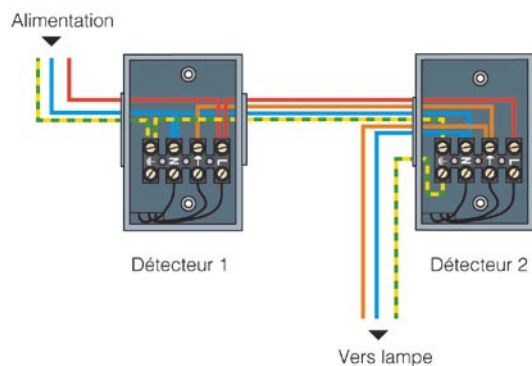 Alimentation
N ↑ L
N ↑ L
Détecteur 1
Détecteur 2
Vers lampe